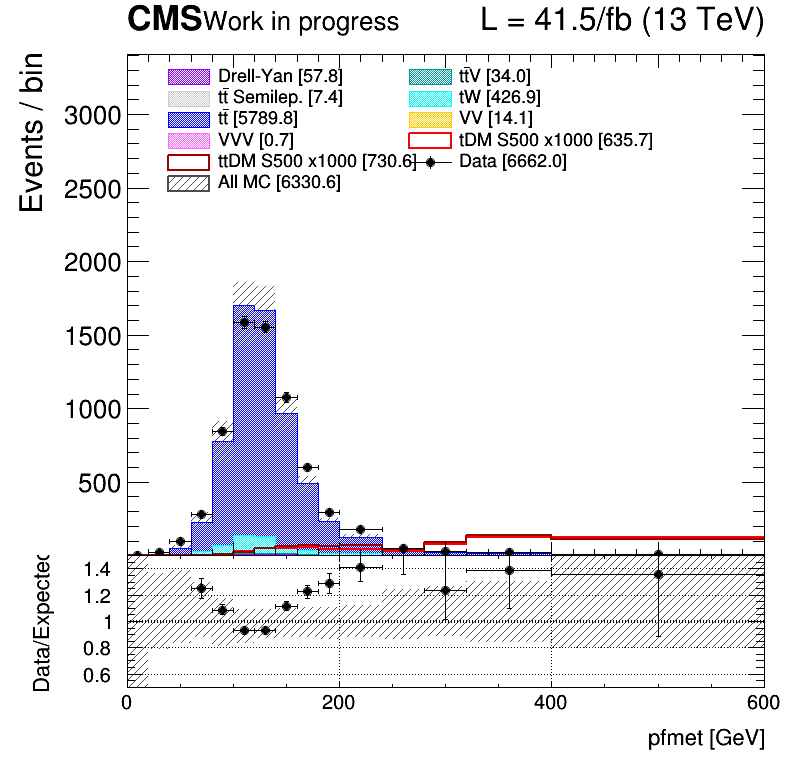 CMS Work in progress L = 41.5/fb (13 TeV)
Events / bin
Drell-Yan [57.8] tt̄V [34.0]
tt̄ Semilep. [7.4] tW [426.9]
tt̄ [5789.8] VV [14.1]
VVV [0.7] tDM S500 x1000 [635.7]
ttDM S500 x1000 [730.6] Data [6662.0]
All MC [6330.6]
3000
2500
2000
1500
1000
500
Data/Expected
1.4
1.2
1
0.8
0.6
0 200 400 600
pfmet [GeV]